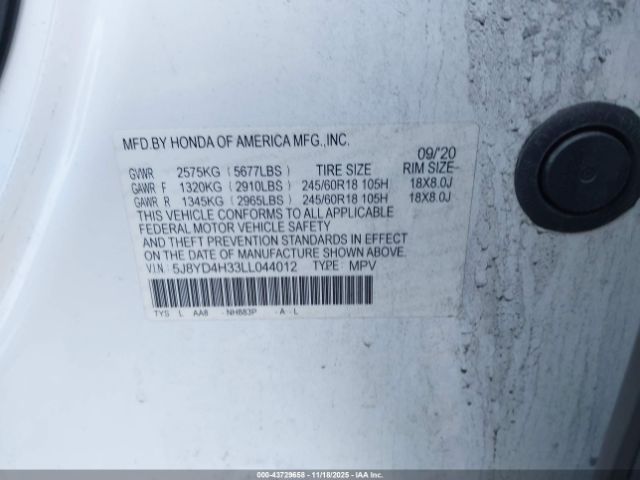 MFD.BY HONDA OF AMERICA MFG.,INC.
09/'20
GVWR 2575KG (5677LBS) TIRE SIZE RIM SIZE
GAWR F 1320KG (2910LBS) 245/60R18 105H 18X8.0J
GAWR R 1345KG (2965LBS) 245/60R18 105H 18X8.0J
THIS VEHICLE CONFORMS TO ALL APPLICABLE
FEDERAL MOTOR VEHICLE SAFETY
AND THEFT PREVENTION STANDARDS IN EFFECT
ON THE DATE OF MANUFACTURE SHOWN ABOVE.
V.I.N. 5J8YD4H33LL044012 TYPE: MPV
TYS L AA8 NH883P -A-L
000-43729658 - 11/18/2025 - IAA Inc.